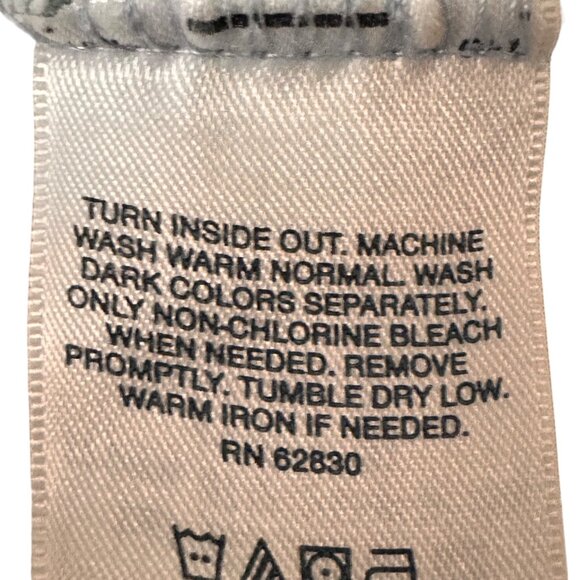 TURN INSIDE OUT. MACHINE
WASH WARM NORMAL. WASH
DARK COLORS SEPARATELY.
ONLY NON-CHLORINE BLEACH
WHEN NEEDED. REMOVE
PROMPTLY. TUMBLE DRY LOW.
WARM IRON IF NEEDED.
RN 62830